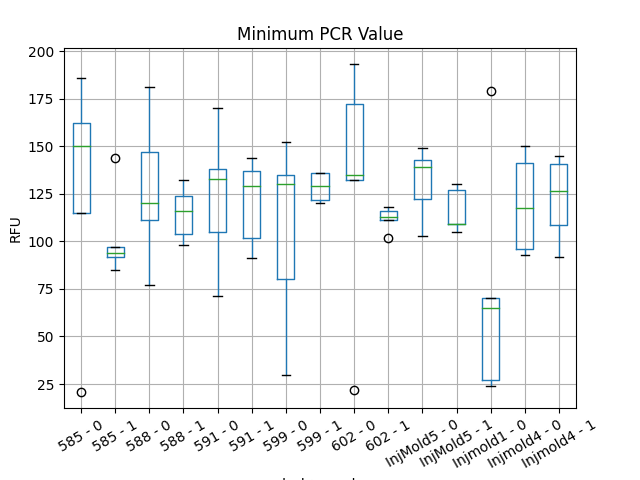 Minimum PCR Value
RFU
200
175
150
125
100
75
50
25
585 - 0
585 - 1
588 - 0
588 - 1
591 - 0
591 - 1
599 - 0
599 - 1
602 - 0
602 - 1
InjMold5 - 0
InjMold5 - 1
Injmold1 - 0
Injmold4 - 0
Injmold4 - 1